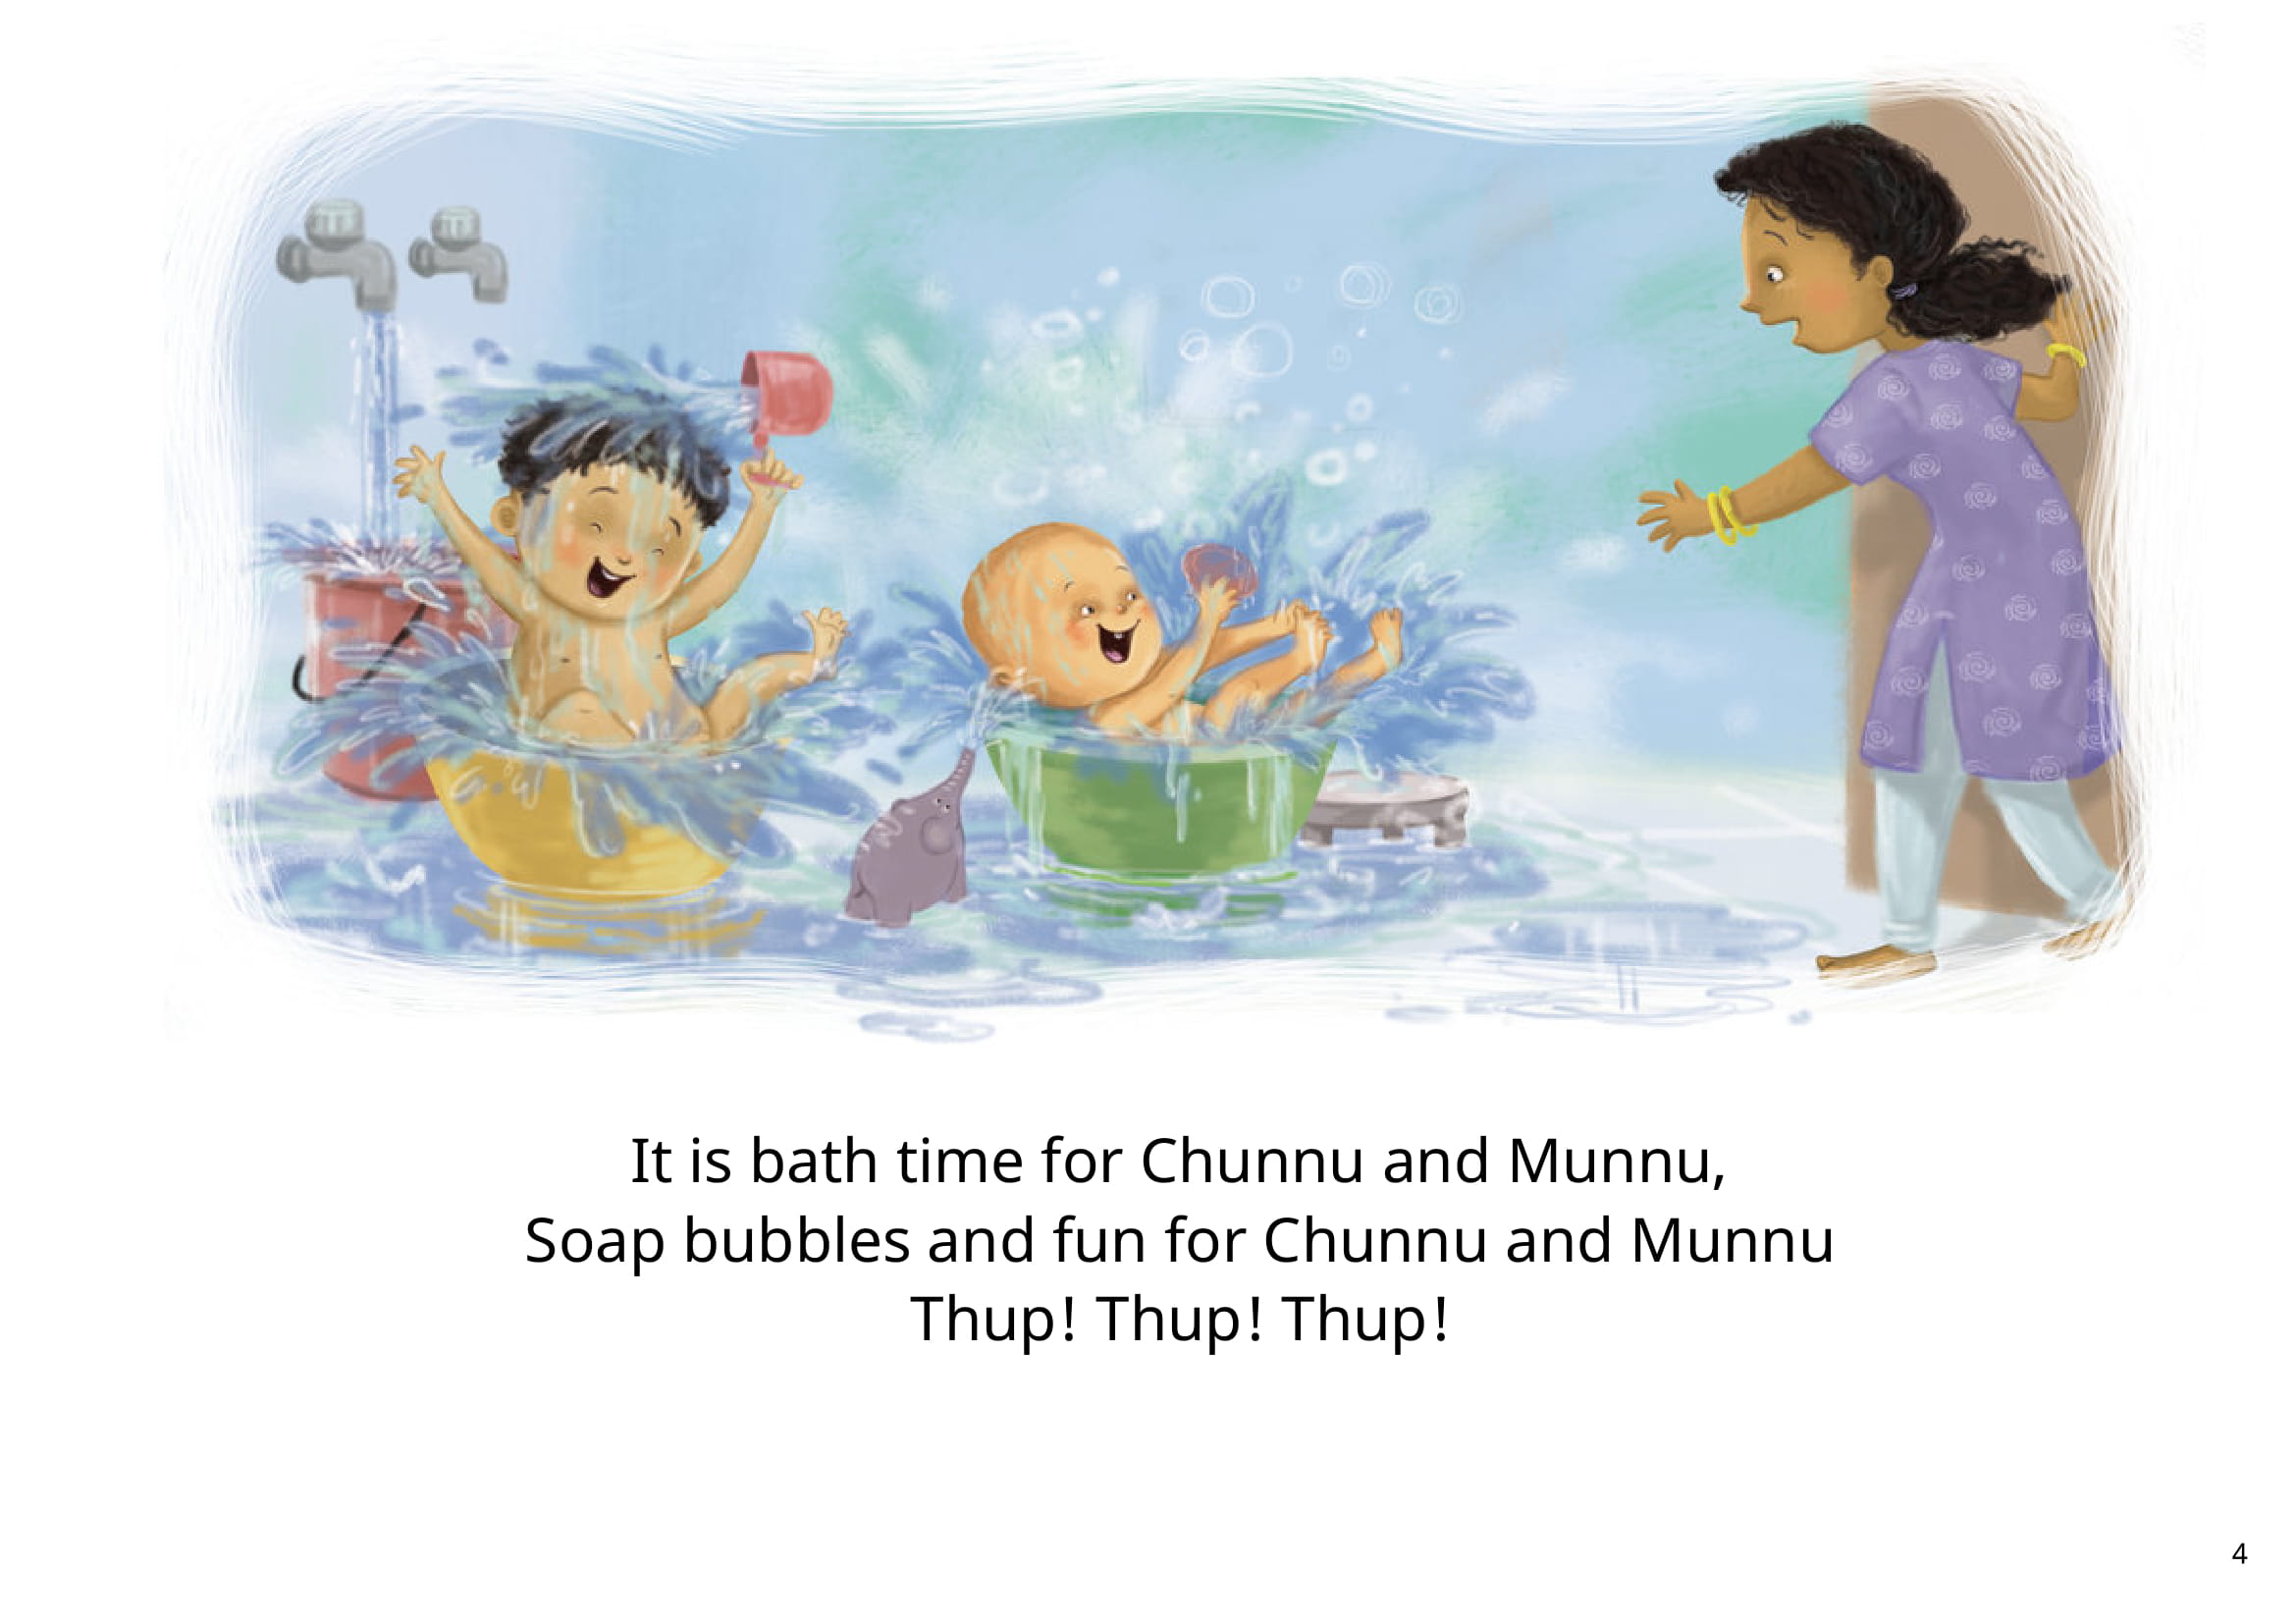 It is bath time for Chunnu and Munnu,
Soap bubbles and fun for Chunnu and Munnu
Thup! Thup! Thup!
4